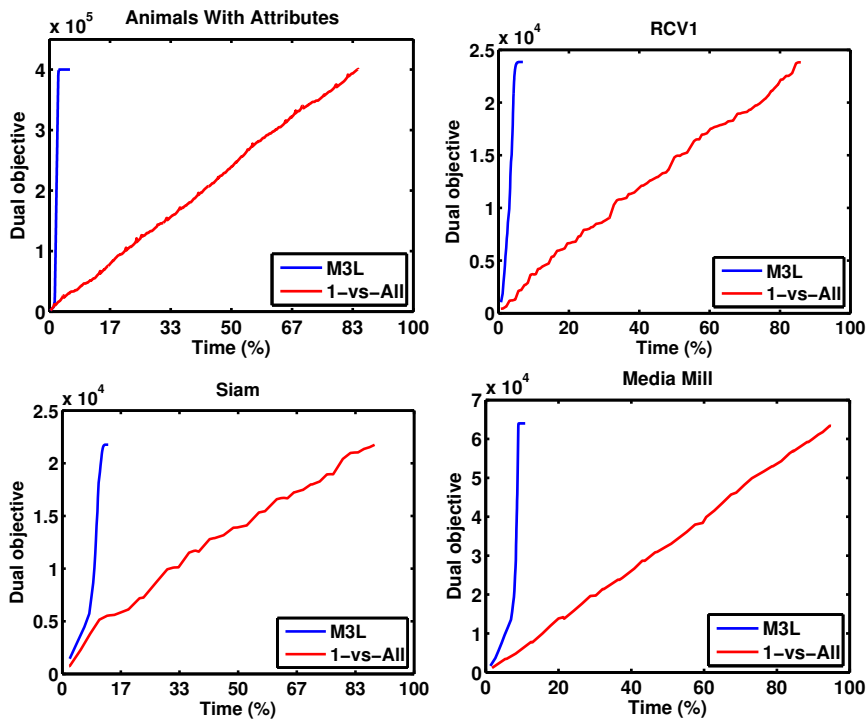 Animals With Attributes
x 10^5
Dual objective
4
3
2
1
0
0 17 33 50 67 83 100
Time (%)
M3L
1-vs-All
RCV1
x 10^4
Dual objective
2.5
2
1.5
1
0.5
0
0 20 40 60 80 100
Time (%)
M3L
1-vs-All
Siam
x 10^4
Dual objective
2.5
2
1.5
1
0.5
0
0 17 33 50 67 83 100
Time (%)
M3L
1-vs-All
Media Mill
x 10^4
Dual objective
7
6
5
4
3
2
1
0
0 20 40 60 80 100
Time (%)
M3L
1-vs-All